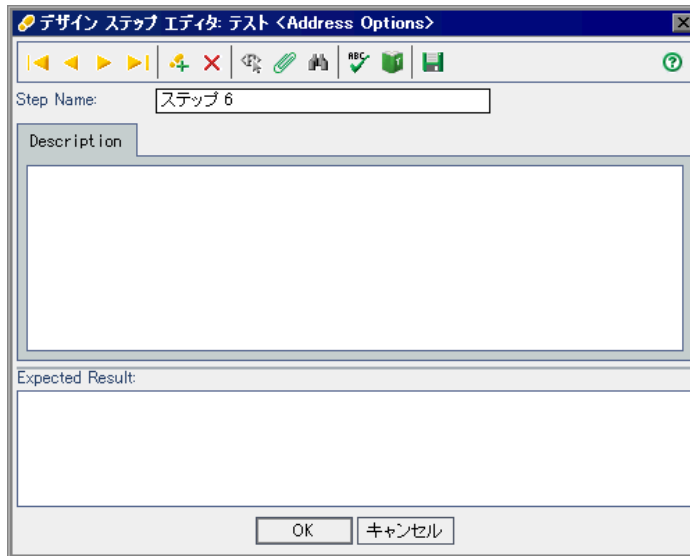 デザイン ステップ エディタ: テスト <Address Options>
ABC
?
Step Name: ステップ 6
Description
Expected Result:
OK キャンセル